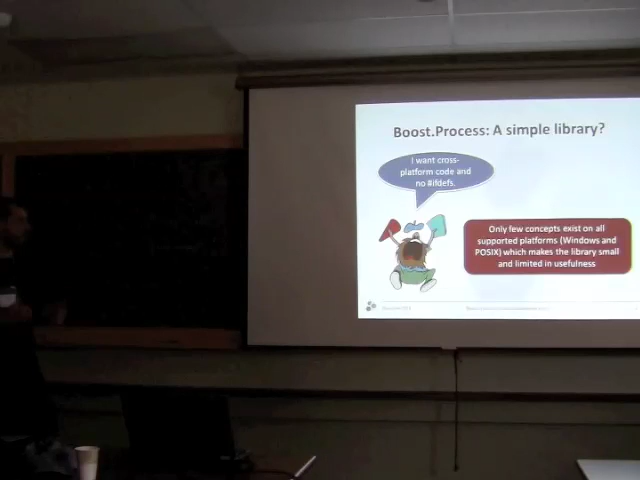 Boost.Process: A simple library?
I want cross-
platform code and
no #ifdefs.
Only few concepts exist on all
supported platforms (Windows and
POSIX) which makes the library small
and limited in usefulness